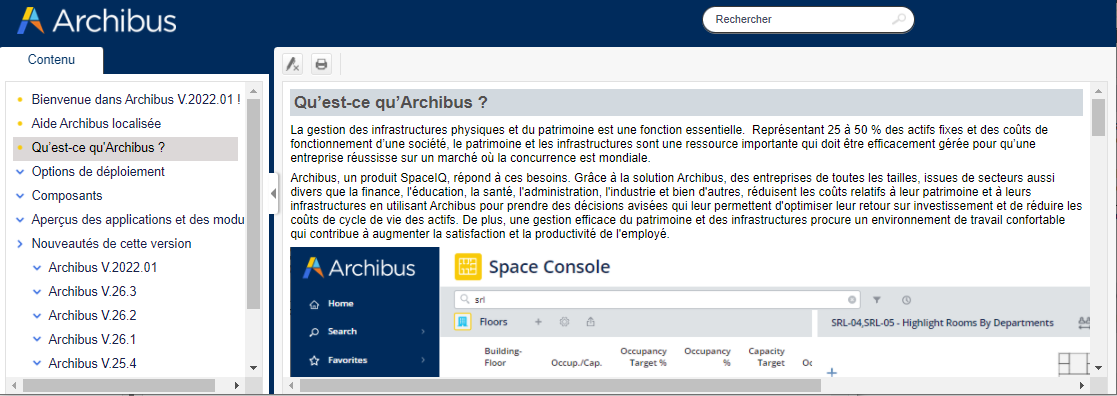 Archibus
Rechercher
Contenu
Bienvenue dans Archibus V.2022.01 !
Aide Archibus localisée
Qu'est-ce qu'Archibus ?
Options de déploiement
Composants
Aperçus des applications et des modu
Nouveautés de cette version
Archibus V.2022.01
Archibus V.26.3
Archibus V.26.2
Archibus V.26.1
Archibus V.25.4
Qu’est-ce qu’Archibus ?
La gestion des infrastructures physiques et du patrimoine est une fonction essentielle.  Représentant 25 à 50 % des actifs fixes et des coûts de
fonctionnement d’une société, le patrimoine et les infrastructures sont une ressource importante qui doit être efficacement gérée pour qu’une
entreprise réussisse sur un marché où la concurrence est mondiale.
Archibus, un produit SpaceIQ, répond à ces besoins. Grâce à la solution Archibus, des entreprises de toutes les tailles, issues de secteurs aussi
divers que la finance, l'éducation, la santé, l'administration, l'industrie et bien d'autres, réduisent les coûts relatifs à leur patrimoine et à leurs
infrastructures en utilisant Archibus pour prendre des décisions avisées qui leur permettent d'optimiser leur retour sur investissement et de réduire les
coûts de cycle de vie des actifs. De plus, une gestion efficace du patrimoine et des infrastructures procure un environnement de travail confortable
qui contribue à augmenter la satisfaction et la productivité de l'employé.
Archibus
Space Console
Home
srl
Search
Floors
SRL-04,SRL-05 - Highlight Rooms By Departments
Favorites
Building-
Floor
Occup./Cap.
Occupancy
Target %
Occupancy
%
Capacity
Target
Oc